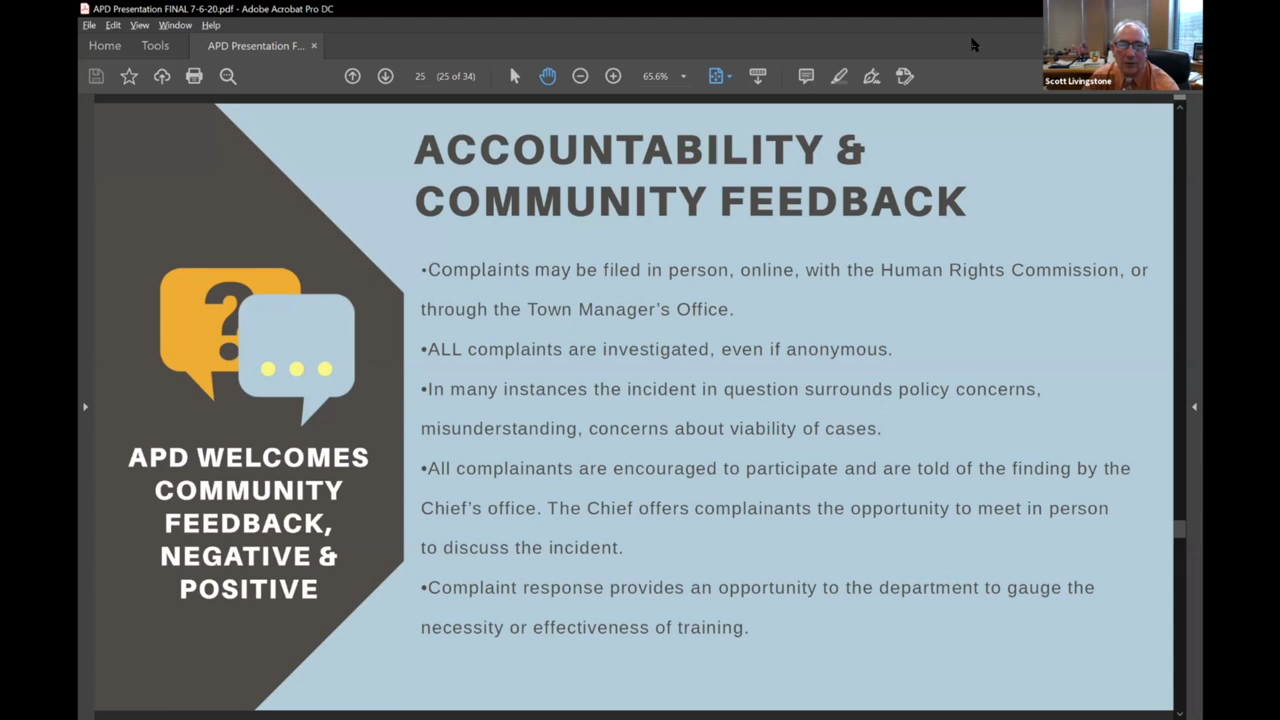 APD Presentation FINAL 7-6-20.pdf - Adobe Acrobat Pro DC
File Edit View Window Help
Home Tools APD Presentation F... ×
25 (25 of 34) 65.6%
Scott Livingstone
ACCOUNTABILITY &
COMMUNITY FEEDBACK
•Complaints may be filed in person, online, with the Human Rights Commission, or
through the Town Manager’s Office.
•ALL complaints are investigated, even if anonymous.
•In many instances the incident in question surrounds policy concerns,
misunderstanding, concerns about viability of cases.
•All complainants are encouraged to participate and are told of the finding by the
Chief’s office. The Chief offers complainants the opportunity to meet in person
to discuss the incident.
•Complaint response provides an opportunity to the department to gauge the
necessity or effectiveness of training.
?
APD WELCOMES
COMMUNITY
FEEDBACK,
NEGATIVE &
POSITIVE